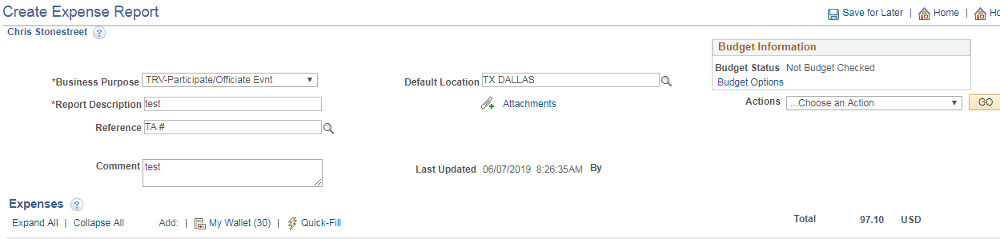 Create Expense Report
Save for Later | Home | Ho
Chris Stonestreet ?
Budget Information
Budget Status Not Budget Checked
Budget Options
*Business Purpose TRV-Participate/Officiate Evnt
Default Location TX DALLAS
*Report Description test
Attachments
Actions ...Choose an Action GO
Reference TA #
Comment test
Last Updated 06/07/2019 8:26:35AM By
Expenses ?
Expand All | Collapse All Add: | My Wallet (30) | Quick-Fill
Total 97.10 USD